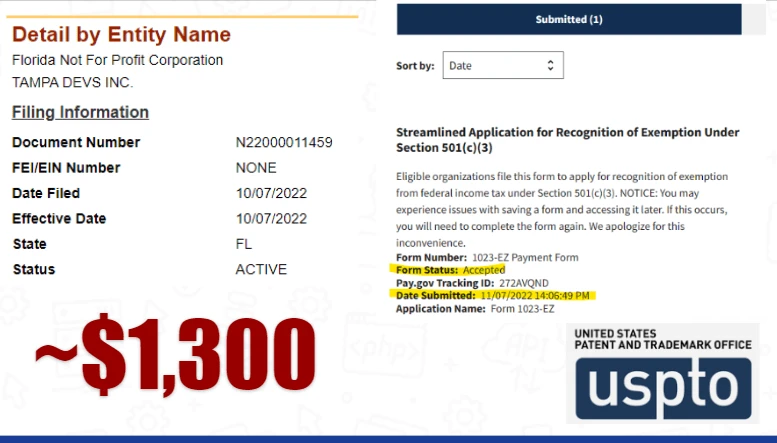 Detail by Entity Name
Florida Not For Profit Corporation
TAMPA DEVS INC.
Filing Information
Document Number N22000011459
FEI/EIN Number NONE
Date Filed 10/07/2022
Effective Date 10/07/2022
State FL
Status ACTIVE
~$1,300
Submitted (1)
Sort by: Date
Streamlined Application for Recognition of Exemption Under
Section 501(c)(3)
Eligible organizations file this form to apply for recognition of exemption
from federal income tax under Section 501(c)(3). NOTICE: You may
experience issues with saving a form and accessing it later. If this occurs,
you will need to complete the form again. We apologize for this
inconvenience.
Form Number: 1023-EZ Payment Form
Form Status: Accepted
Pay.gov Tracking ID: 272AVQND
Date Submitted: 11/07/2022 14:06:49 PM
Application Name: Form 1023-EZ
<php>
API
UNITED STATES
PATENT AND TRADEMARK OFFICE
uspto